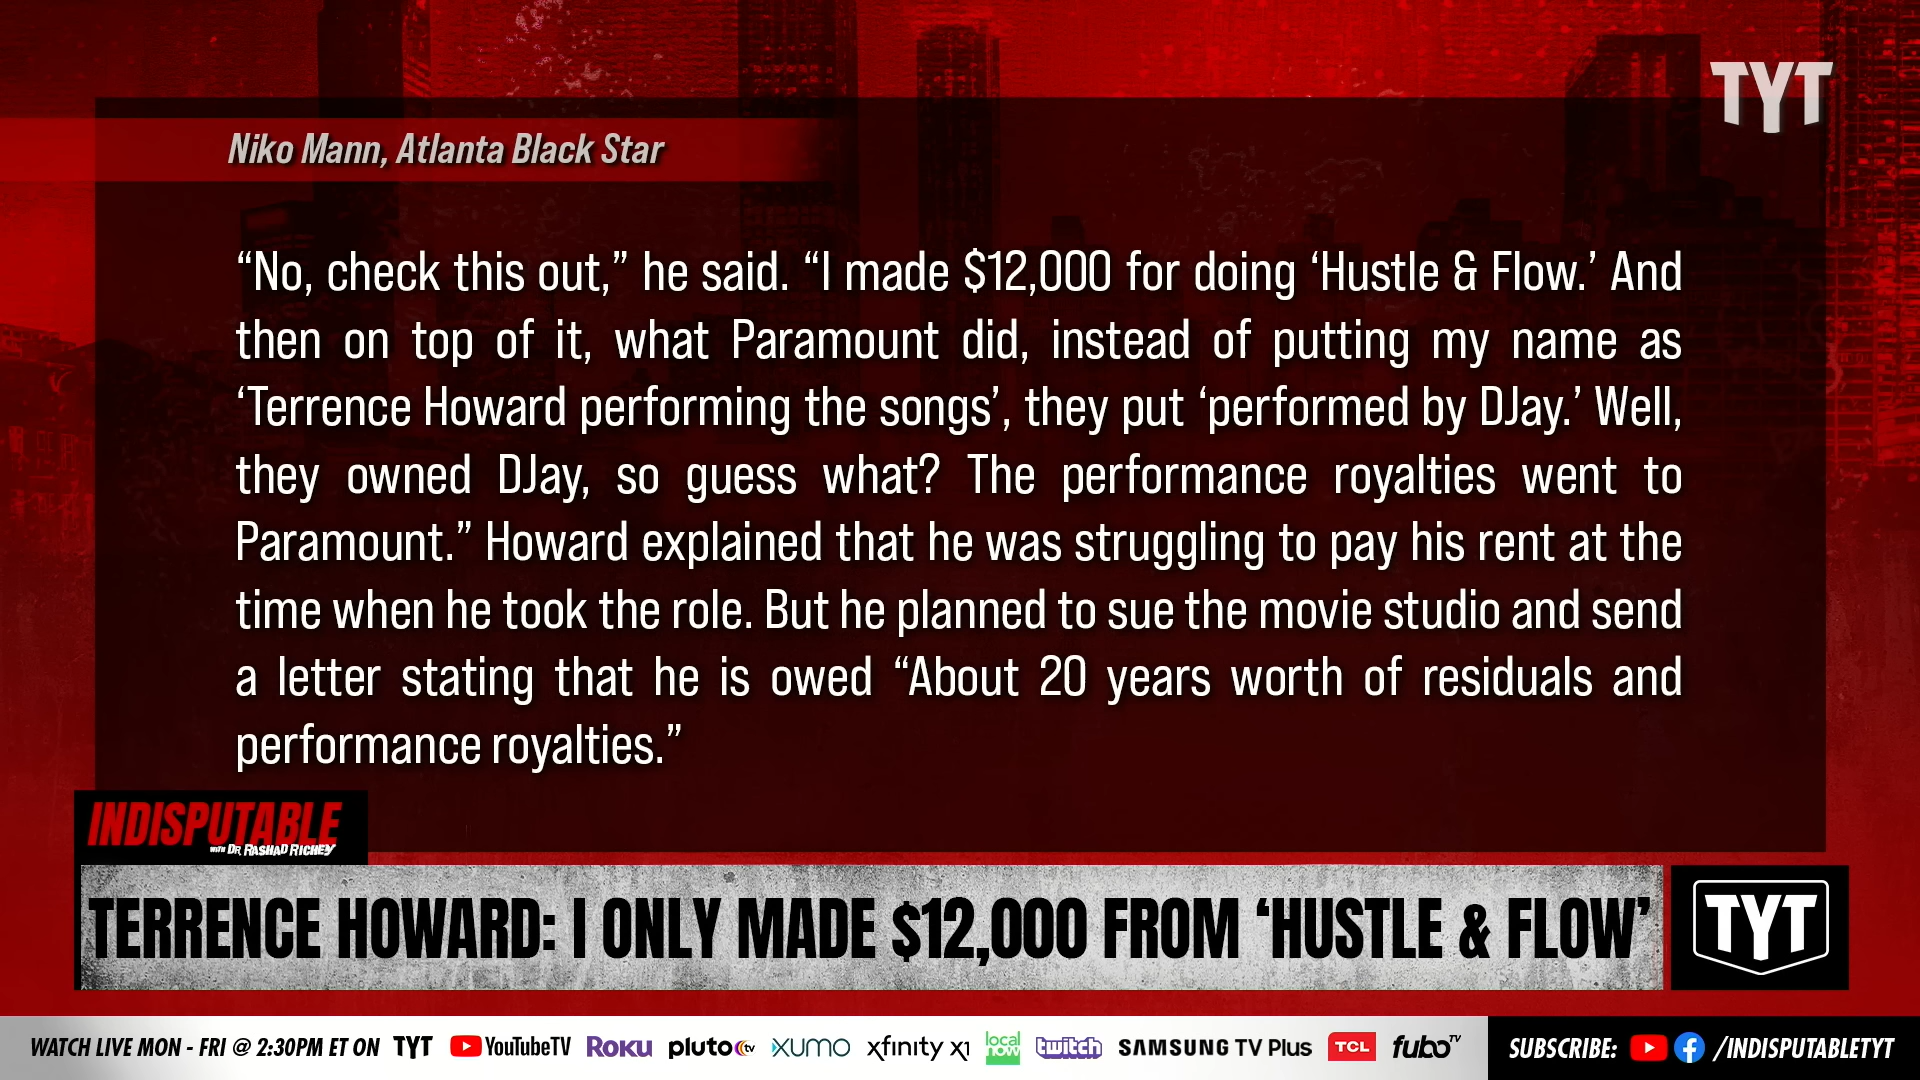 TYT
Niko Mann, Atlanta Black Star
“No, check this out,” he said. “I made $12,000 for doing ‘Hustle & Flow.’ And
then on top of it, what Paramount did, instead of putting my name as
‘Terrence Howard performing the songs’, they put ‘performed by DJay.’ Well,
they owned DJay, so guess what? The performance royalties went to
Paramount.” Howard explained that he was struggling to pay his rent at the
time when he took the role. But he planned to sue the movie studio and send
a letter stating that he is owed “About 20 years worth of residuals and
performance royalties.”
INDISPUTABLE
WITH DR RASHAD RICHEY
TERRENCE HOWARD: I ONLY MADE $12,000 FROM ‘HUSTLE & FLOW’
TYT
WATCH LIVE MON - FRI @ 2:30PM ET ON TYT YouTubeTV ROKU pluto tv XUMO xfinity x1 local now twitch SAMSUNG TV Plus TCL fubo TV SUBSCRIBE: /INDISPUTABLETYT